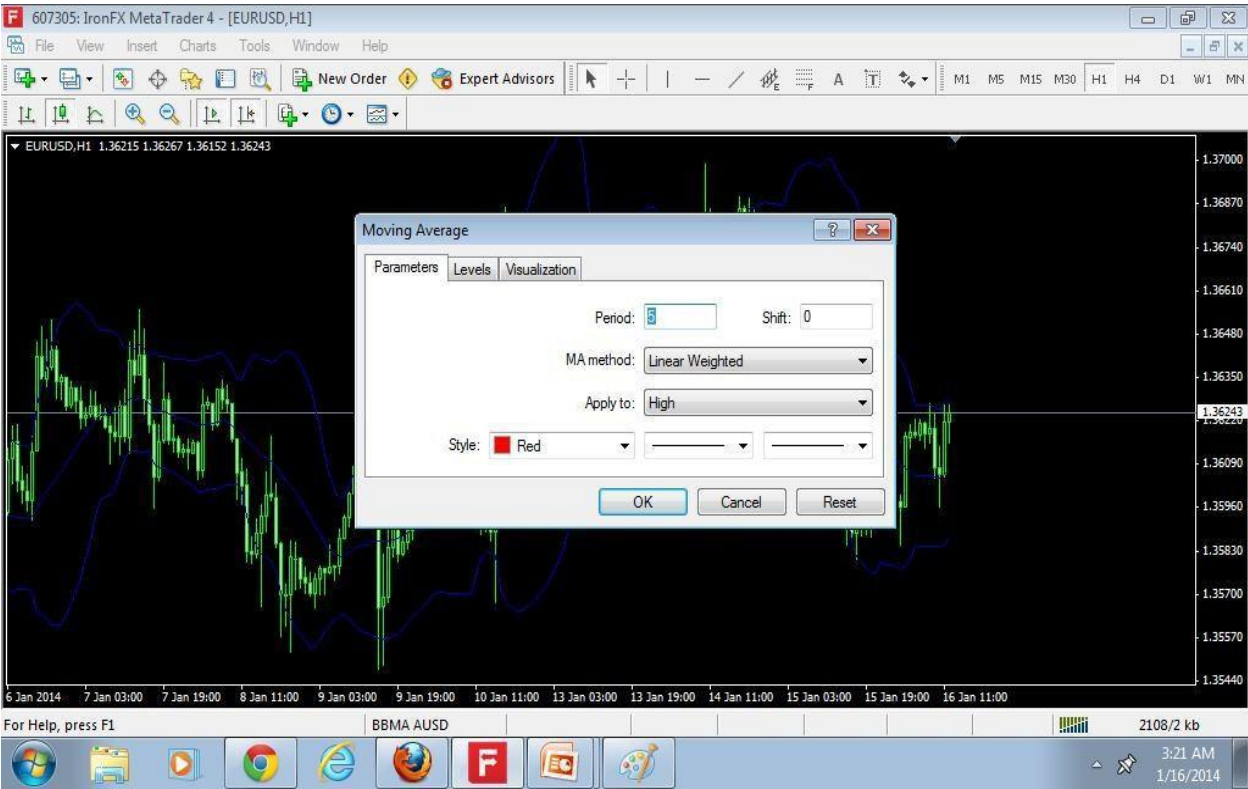 607305: IronFX MetaTrader 4 - [EURUSD,H1]
File View Insert Charts Tools Window Help
New Order Expert Advisors A T M1 M5 M15 M30 H1 H4 D1 W1 MN
EURUSD,H1 1.36215 1.36267 1.36152 1.36243
1.37000
1.36870
1.36740
1.36610
1.36480
1.36350
1.36243
1.36220
1.36090
1.35960
1.35830
1.35700
1.35570
1.35440
Moving Average
Parameters Levels Visualization
Period: 5 Shift: 0
MA method: Linear Weighted
Apply to: High
Style: Red
OK Cancel Reset
6 Jan 2014 7 Jan 03:00 7 Jan 19:00 8 Jan 11:00 9 Jan 03:00 9 Jan 19:00 10 Jan 11:00 13 Jan 03:00 13 Jan 19:00 14 Jan 11:00 15 Jan 03:00 15 Jan 19:00 16 Jan 11:00
For Help, press F1 BBMA AUSD 2108/2 kb
3:21 AM
1/16/2014